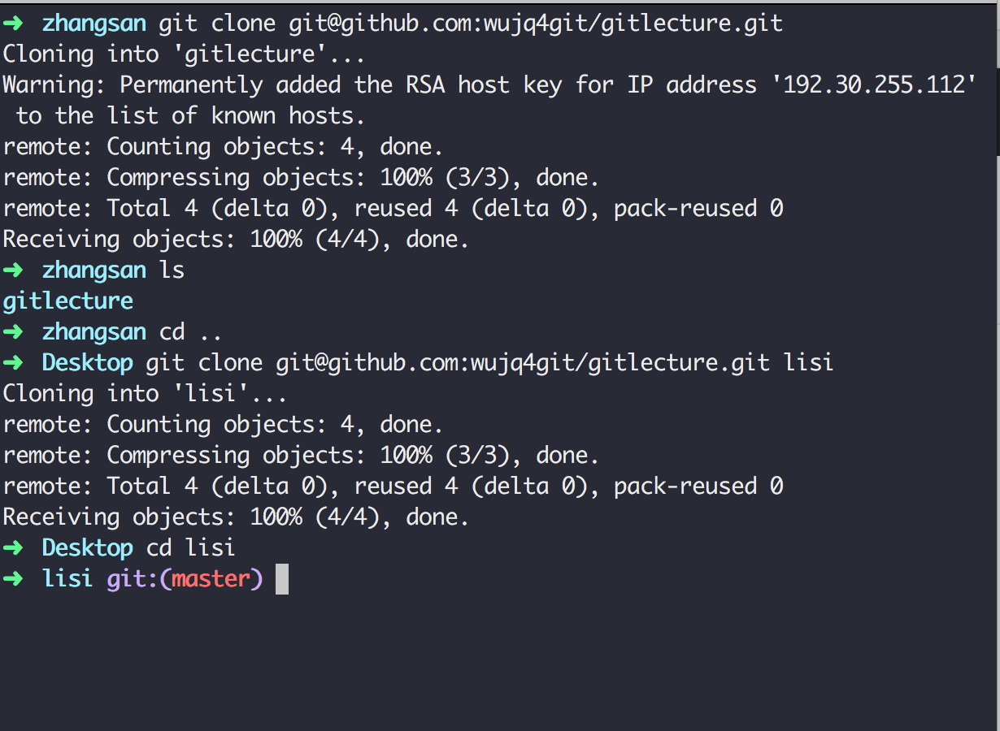 ➜ zhangsan git clone git@github.com:wujq4git/gitlecture.git
Cloning into 'gitlecture'...
Warning: Permanently added the RSA host key for IP address '192.30.255.112'
 to the list of known hosts.
remote: Counting objects: 4, done.
remote: Compressing objects: 100% (3/3), done.
remote: Total 4 (delta 0), reused 4 (delta 0), pack-reused 0
Receiving objects: 100% (4/4), done.
➜ zhangsan ls
gitlecture
➜ zhangsan cd ..
➜ Desktop git clone git@github.com:wujq4git/gitlecture.git lisi
Cloning into 'lisi'...
remote: Counting objects: 4, done.
remote: Compressing objects: 100% (3/3), done.
remote: Total 4 (delta 0), reused 4 (delta 0), pack-reused 0
Receiving objects: 100% (4/4), done.
➜ Desktop cd lisi
➜ lisi git:(master)